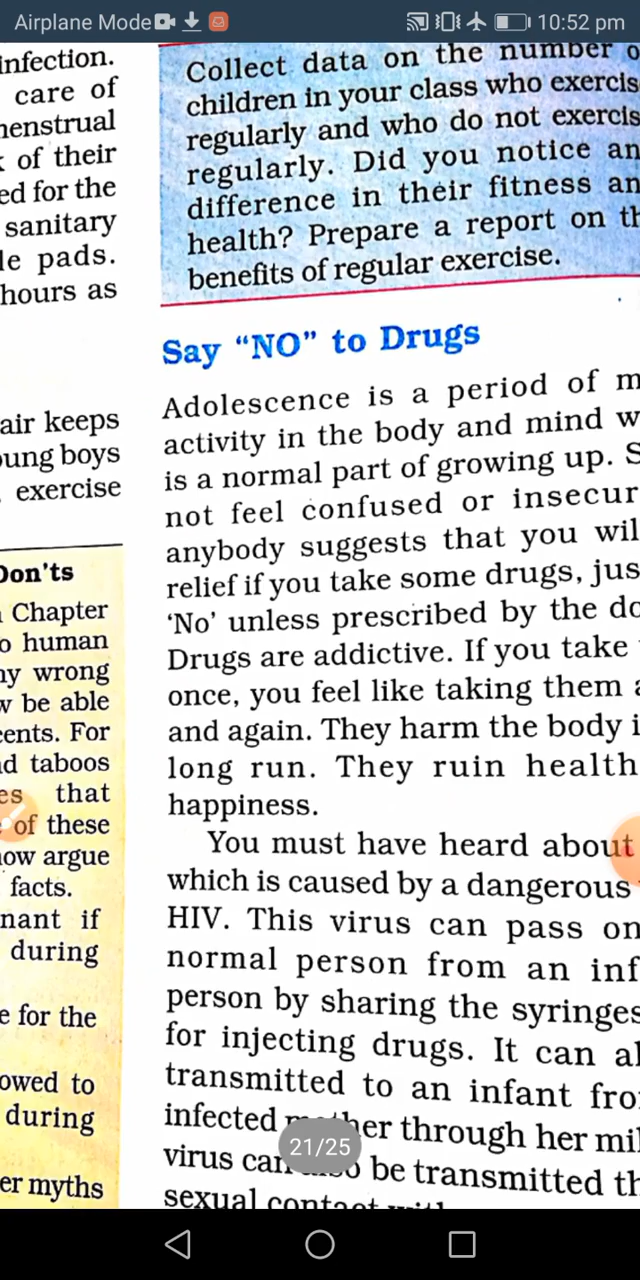 Airplane Mode 10:52 pm
infection.
care of
menstrual
of their
ed for the
sanitary
le pads.
hours as
air keeps
oung boys
exercise
Don'ts
Chapter
o human
ny wrong
w be able
cents. For
nd taboos
es that
of these
now argue
facts.
nant if
during
e for the
owed to
during
er myths
Collect data on the number o
children in your class who exercis
regularly and who do not exercis
regularly. Did you notice an
difference in their fitness an
health? Prepare a report on th
benefits of regular exercise.
Say “NO” to Drugs
Adolescence is a period of m
activity in the body and mind w
is a normal part of growing up. S
not feel confused or insecur
anybody suggests that you wil
relief if you take some drugs, jus
‘No’ unless prescribed by the do
Drugs are addictive. If you take
once, you feel like taking them a
and again. They harm the body i
long run. They ruin health
happiness.
You must have heard about
which is caused by a dangerous
HIV. This virus can pass on
normal person from an inf
person by sharing the syringes
for injecting drugs. It can al
transmitted to an infant fro
infected mother through her mil
virus can also be transmitted th
sexual contact with
21/25